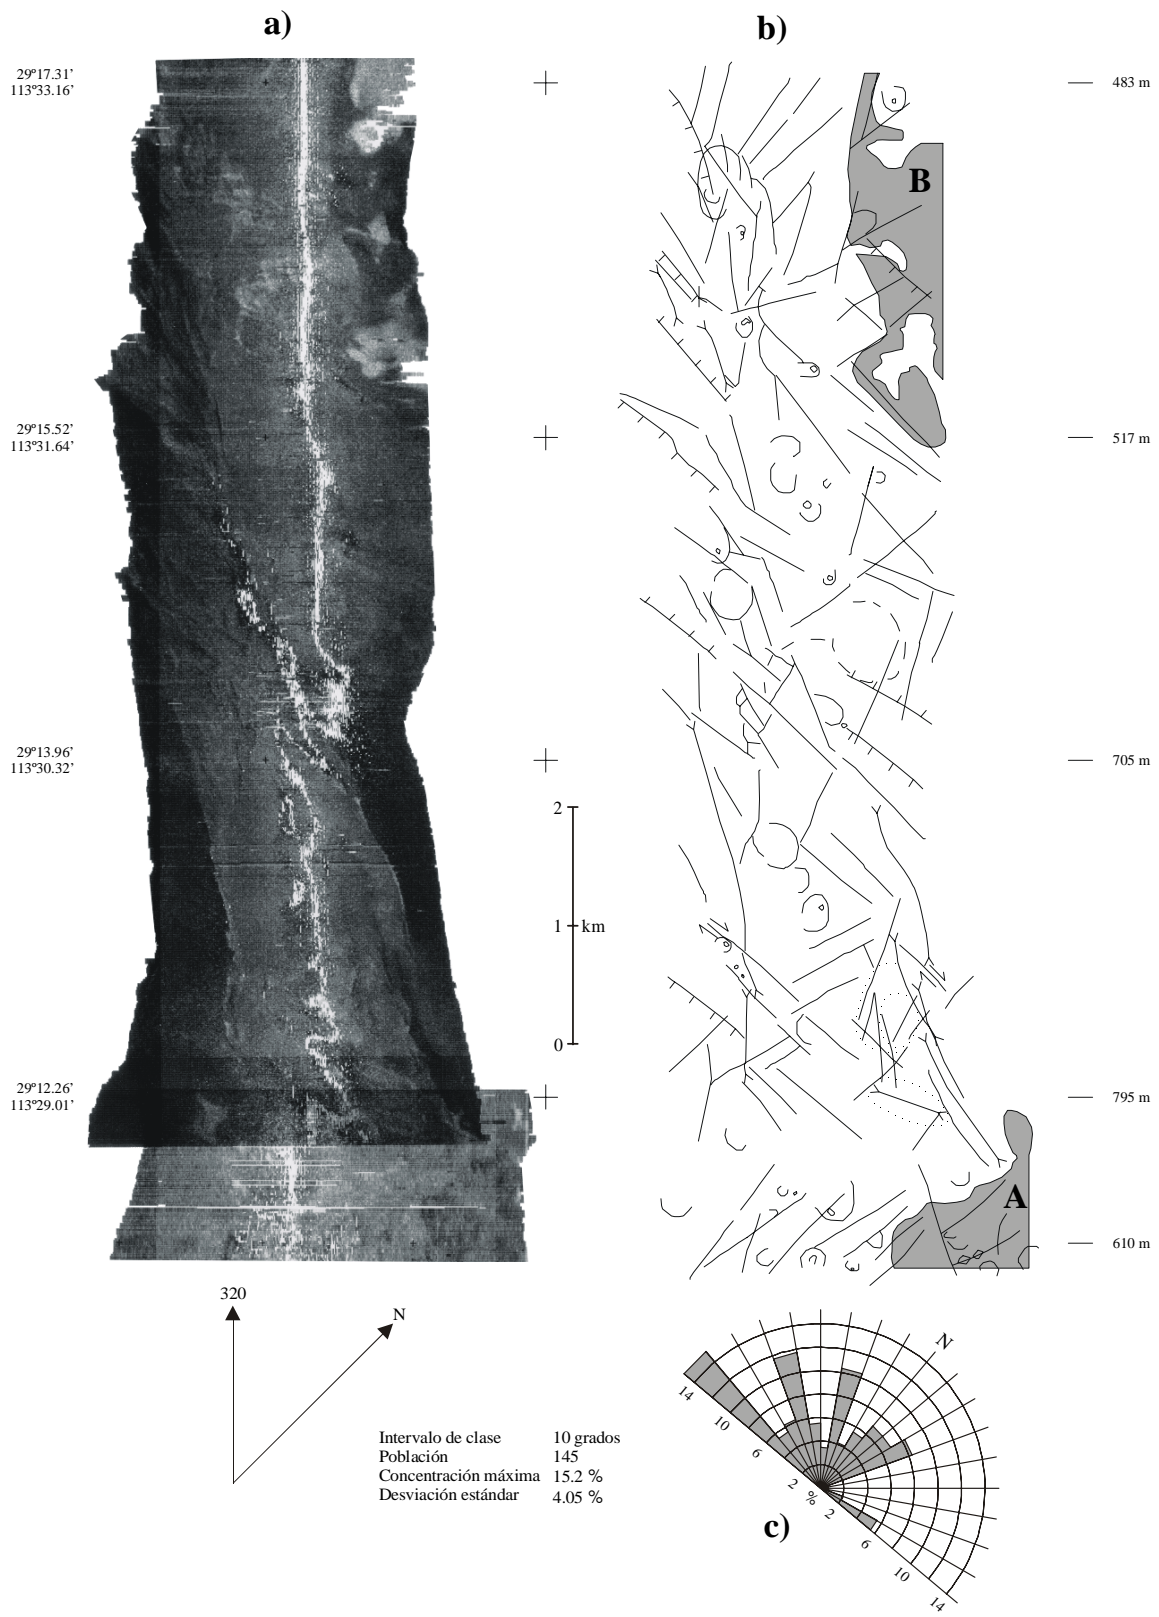 a)
b)
29º17.31'
113º33.16'
483 m
B
29º15.52'
113º31.64'
517 m
29º13.96'
113º30.32'
705 m
2
1 km
0
29º12.26'
113º29.01'
795 m
A
610 m
320
N
N
Intervalo de clase 10 grados
Población 145
Concentración máxima 15.2 %
Desviación estándar 4.05 %
14
10
6
2
%
2
6
10
14
c)